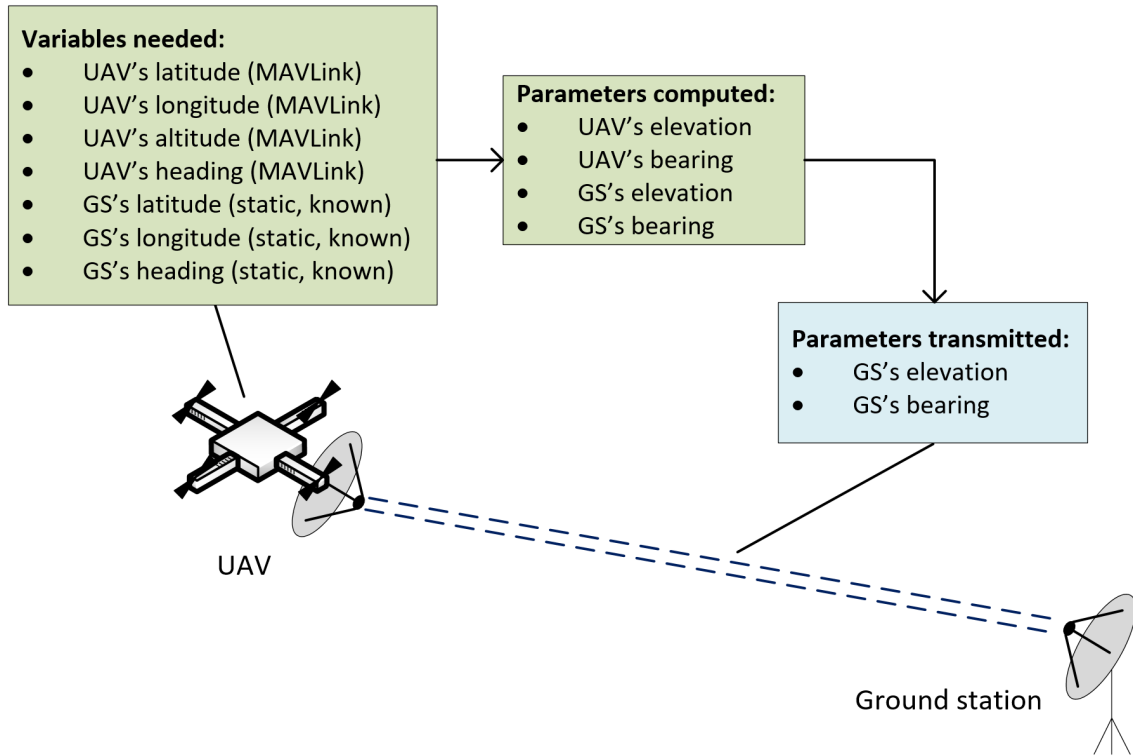 Variables needed:
• UAV’s latitude (MAVLink)
• UAV’s longitude (MAVLink)
• UAV’s altitude (MAVLink)
• UAV’s heading (MAVLink)
• GS’s latitude (static, known)
• GS’s longitude (static, known)
• GS’s heading (static, known)
Parameters computed:
• UAV’s elevation
• UAV’s bearing
• GS’s elevation
• GS’s bearing
Parameters transmitted:
• GS’s elevation
• GS’s bearing
UAV
Ground station